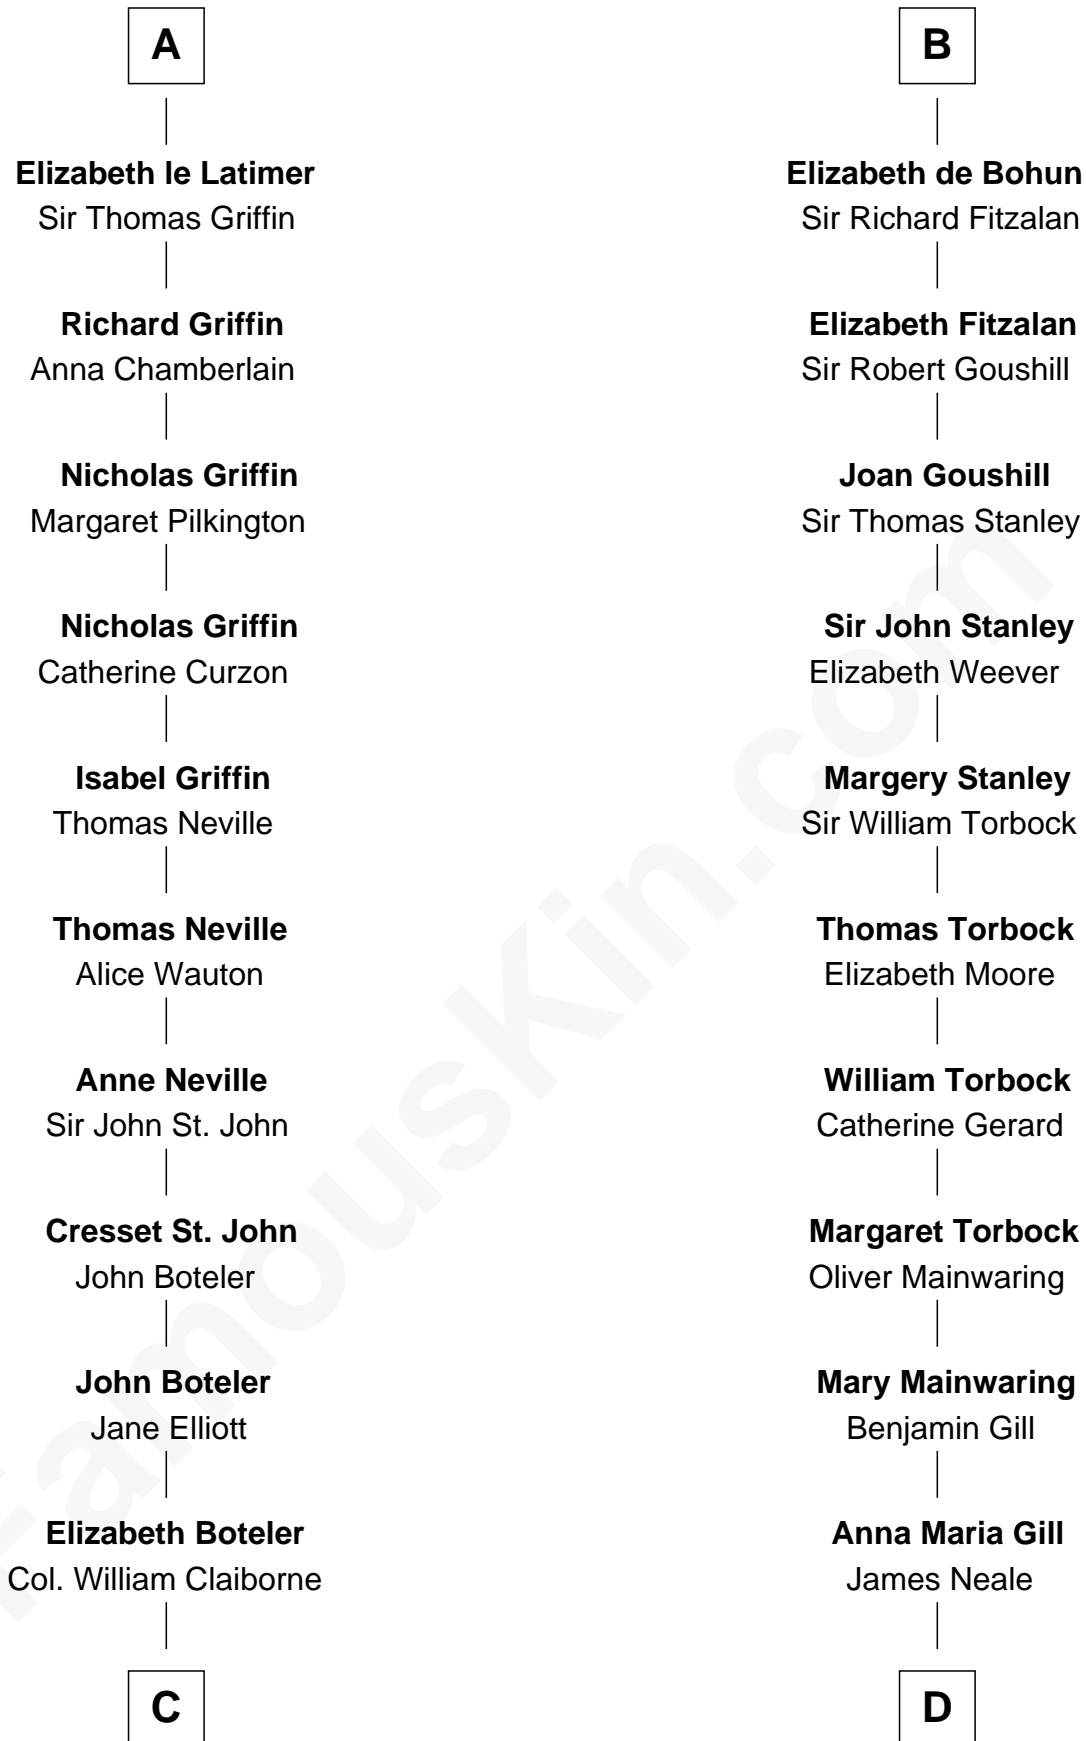 A
Elizabeth le Latimer
Sir Thomas Griffin
Richard Griffin
Anna Chamberlain
Nicholas Griffin
Margaret Pilkington
Nicholas Griffin
Catherine Curzon
Isabel Griffin
Thomas Neville
Thomas Neville
Alice Wauton
Anne Neville
Sir John St. John
Cresset St. John
John Boteler
John Boteler
Jane Elliott
Elizabeth Boteler
Col. William Claiborne
C
B
Elizabeth de Bohun
Sir Richard Fitzalan
Elizabeth Fitzalan
Sir Robert Goushill
Joan Goushill
Sir Thomas Stanley
Sir John Stanley
Elizabeth Weever
Margery Stanley
Sir William Torbock
Thomas Torbock
Elizabeth Moore
William Torbock
Catherine Gerard
Margaret Torbock
Oliver Mainwaring
Mary Mainwaring
Benjamin Gill
Anna Maria Gill
James Neale
D
FamousKin.com